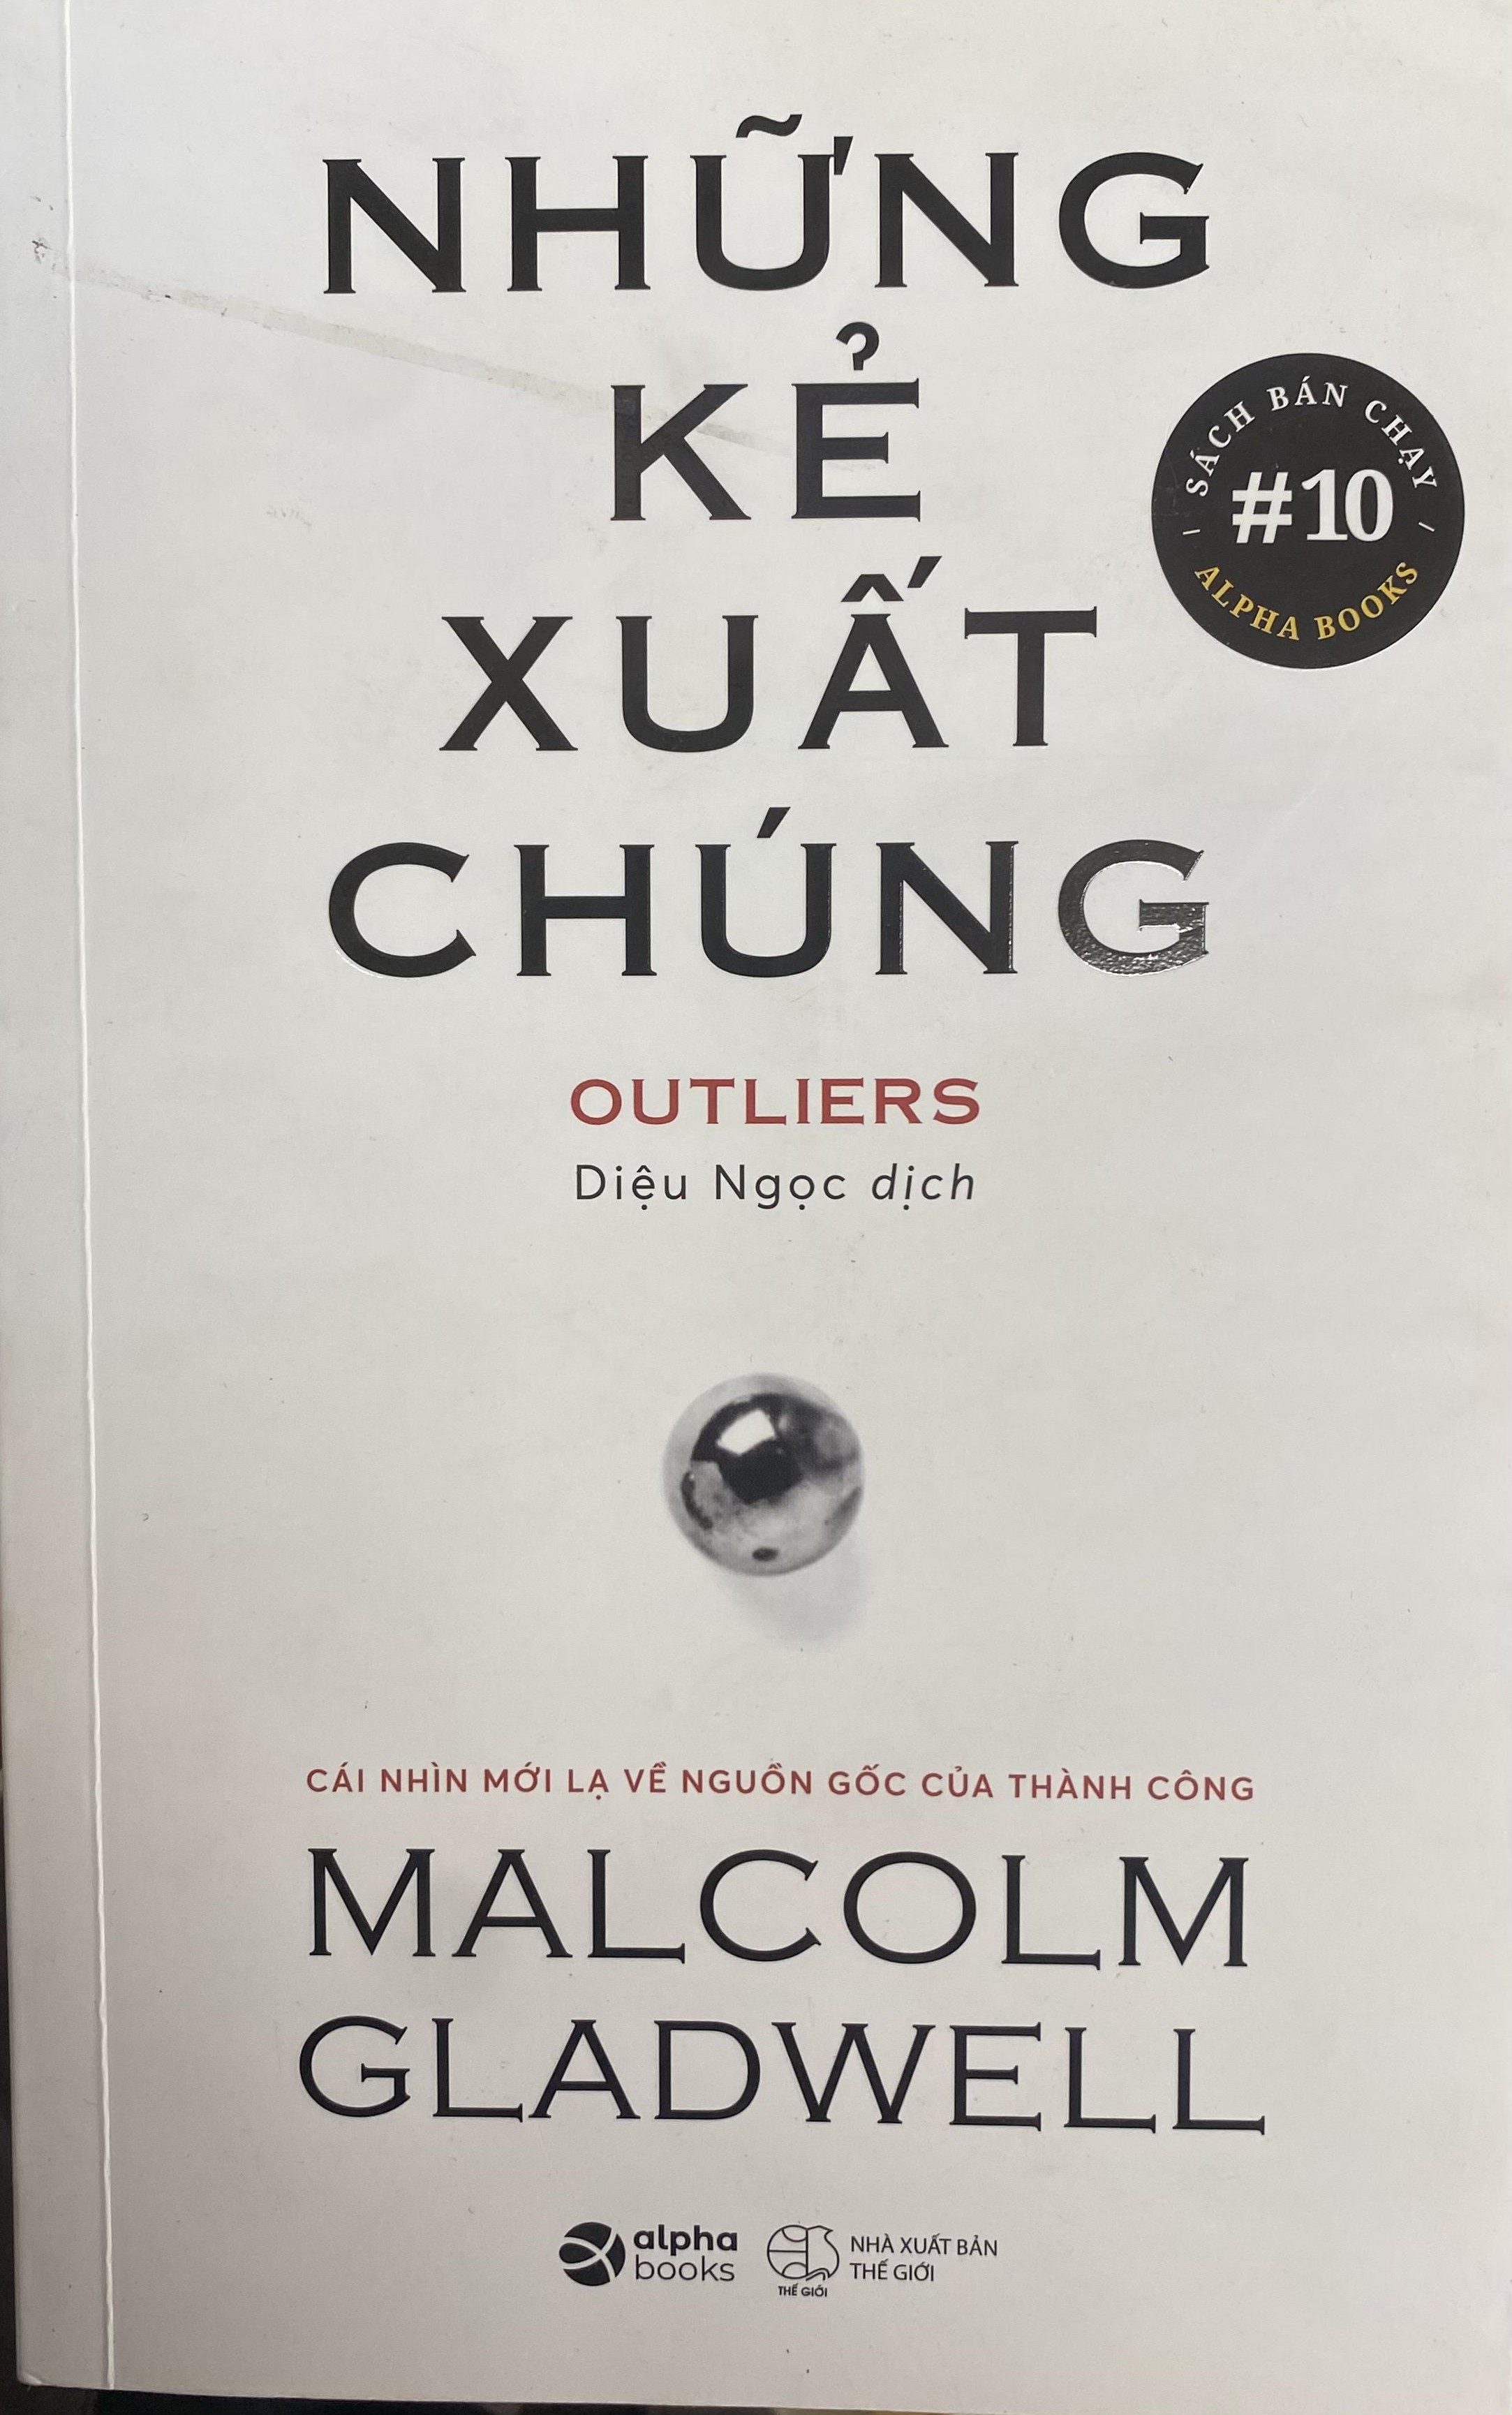 NHỮNG
KẺ
XUẤT
CHÚNG
SÁCH BÁN CHẠY
#10
ALPHA BOOKS
OUTLIERS
Diệu Ngọc dịch
CÁI NHÌN MỚI LẠ VỀ NGUỒN GỐC CỦA THÀNH CÔNG
MALCOLM
GLADWELL
alpha
books
THẾ GIỚI
NHÀ XUẤT BẢN
THẾ GIỚI